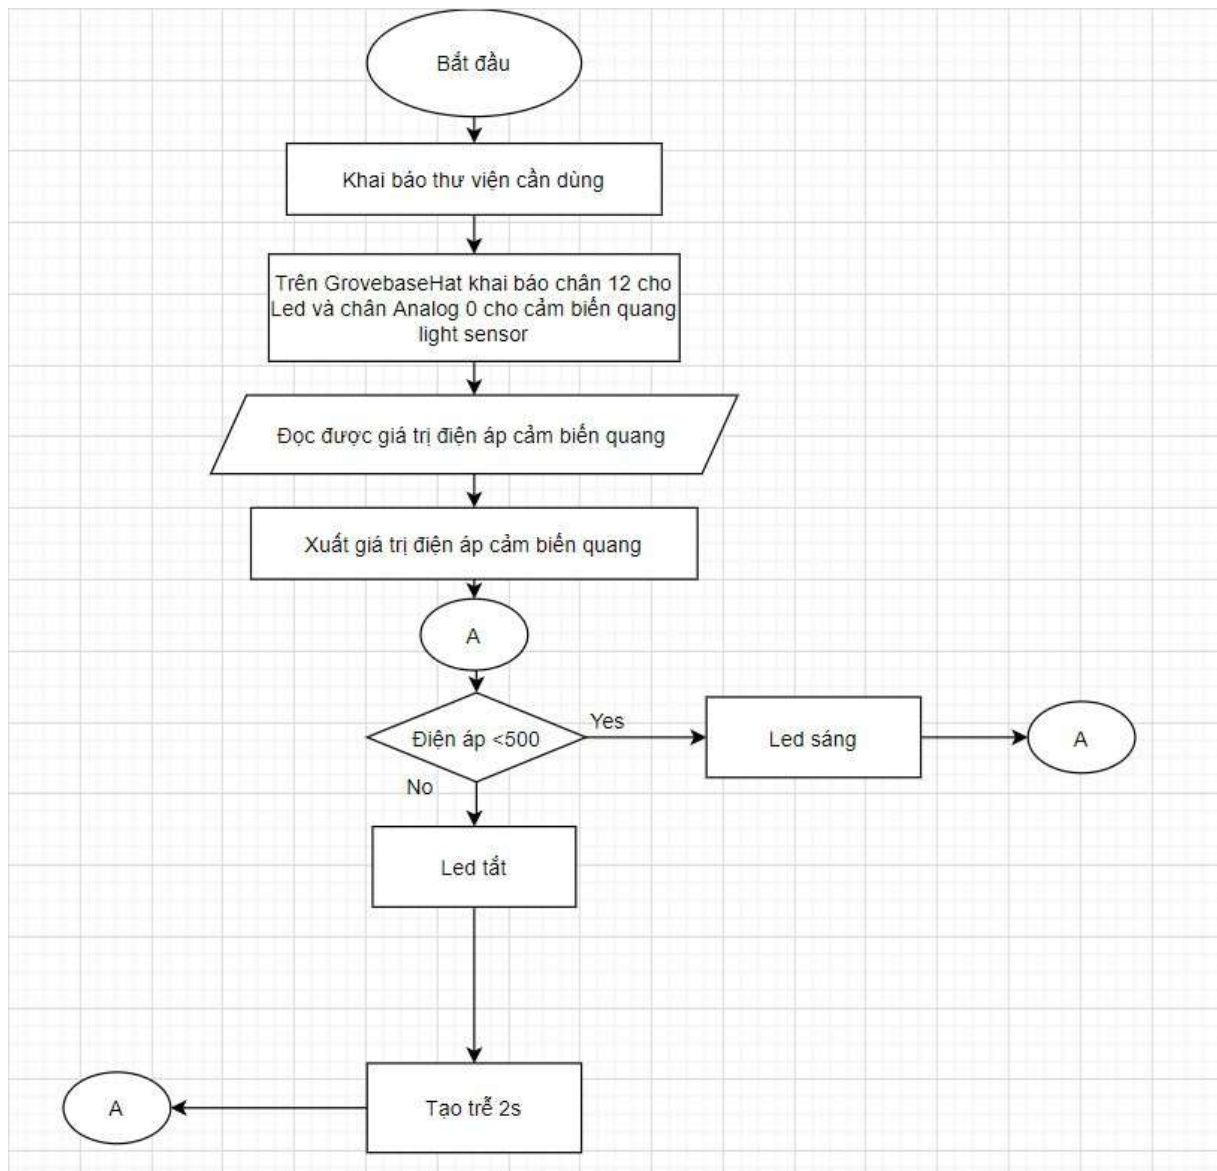 Bắt đầu
Khai báo thư viện cần dùng
Trên GrovebaseHat khai báo chân 12 cho
Led và chân Analog 0 cho cảm biến quang
light sensor
Đọc được giá trị điện áp cảm biến quang
Xuất giá trị điện áp cảm biến quang
A
Điện áp <500
Yes
Led sáng
A
No
Led tắt
Tạo trễ 2s
A